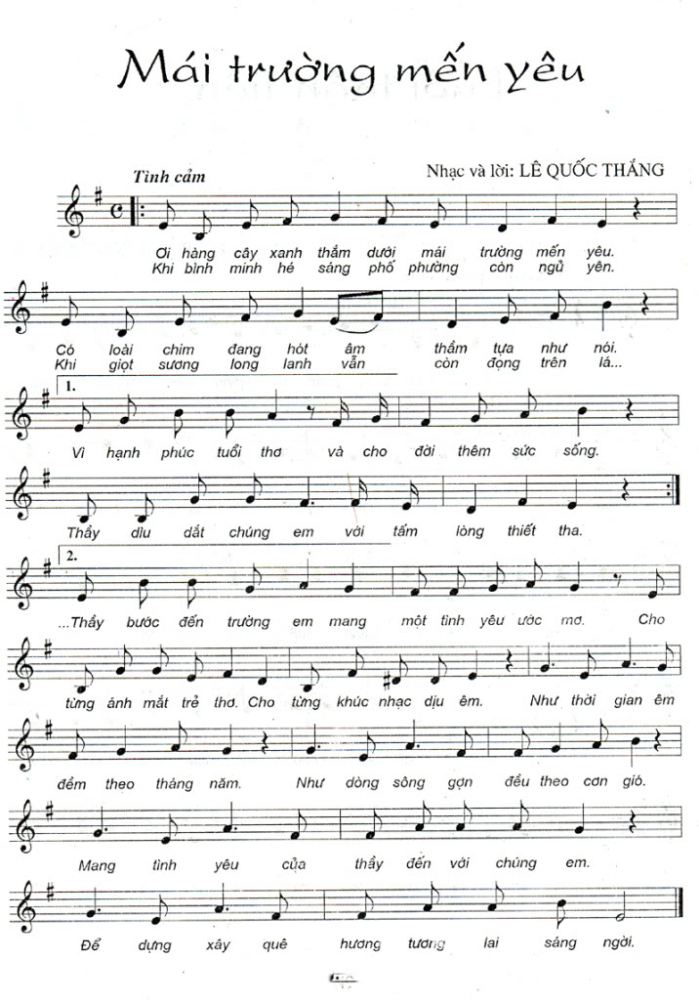 Mái trường mến yêu
Tình cảm
Nhạc và lời: LÊ QUỐC THẮNG
Ơi hàng cây xanh thắm dưới mái trường mến yêu.
Khi bình minh hé sáng phố phường còn ngủ yên.
Có loài chim đang hót âm thầm tựa như nói.
Khi giọt sương long lanh vẫn còn đọng trên lá...
1.
Vì hạnh phúc tuổi thơ và cho đời thêm sức sống.
Thầy dìu dắt chúng em với tấm lòng thiết tha.
2.
...Thầy bước đến trường em mang một tình yêu ước mơ. Cho
từng ánh mắt trẻ thơ. Cho từng khúc nhạc dịu êm. Như thời gian êm
đềm theo tháng năm. Như dòng sông gợn đều theo cơn gió.
Mang tình yêu của thầy đến với chúng em.
Để dựng xây quê hương tương lai sáng ngời.